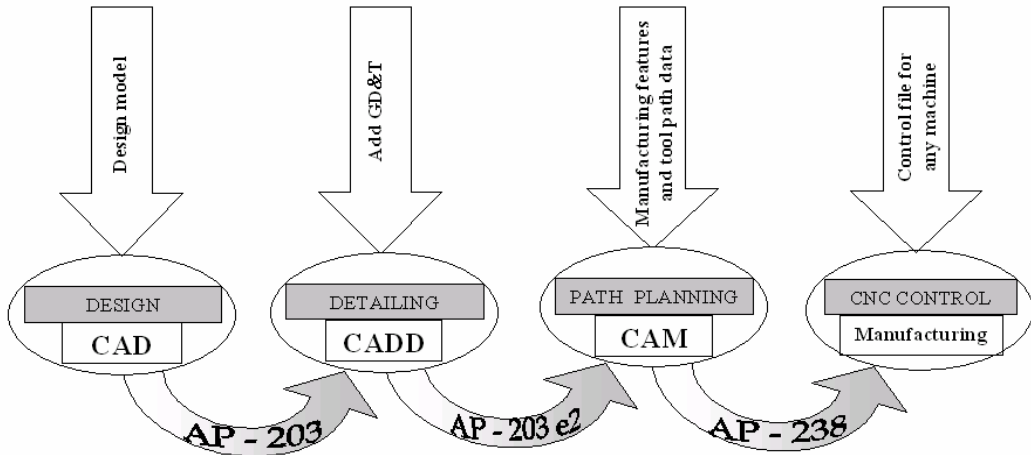 Design model
Add GD&T
Manufacturing features
and tool path data
Control file for
any machine
DESIGN
CAD
DETAILING
CADD
PATH PLANNING
CAM
CNC CONTROL
Manufacturing
AP - 203
AP - 203 e2
AP - 238